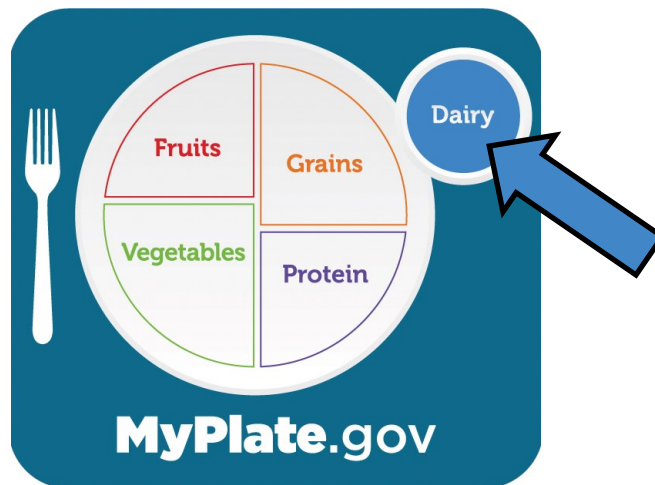 Dairy
Fruits
Grains
Vegetables
Protein
MyPlate.gov